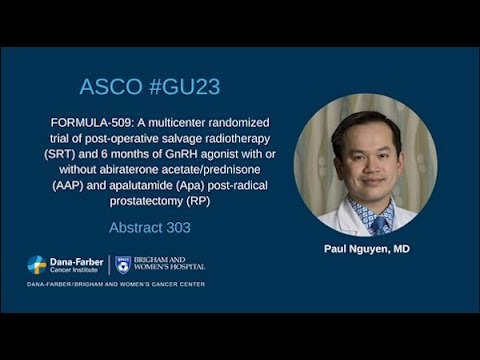 ASCO #GU23
FORMULA-509: A multicenter randomized
trial of post-operative salvage radiotherapy
(SRT) and 6 months of GnRH agonist with or
without abiraterone acetate/prednisone
(AAP) and apalutamide (Apa) post-radical
prostatectomy (RP)
Abstract 303
Paul Nguyen, MD
Dana-Farber
Cancer Institute
BRIGHAM AND
WOMEN'S HOSPITAL
DANA-FARBER/BRIGHAM AND WOMEN'S CANCER CENTER